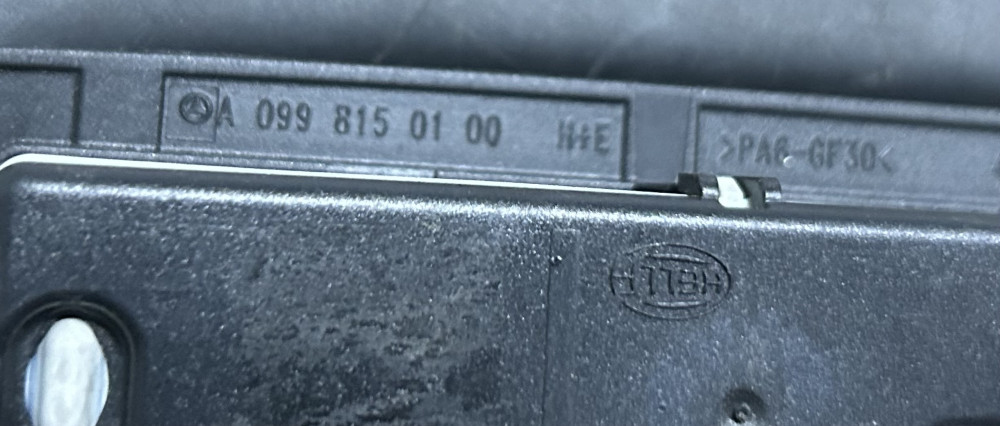 A 099 815 01 00 H+E
>PA6-GF30<
HELLA